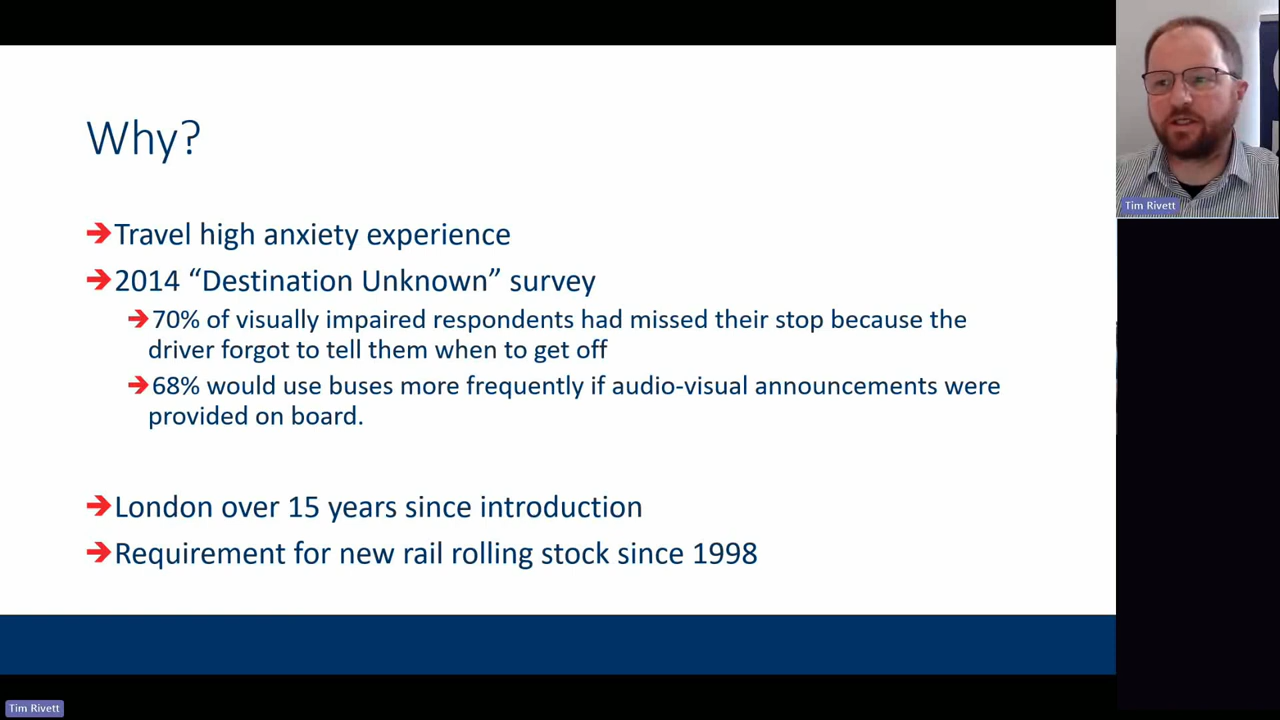 Why?
➔Travel high anxiety experience
➔2014 “Destination Unknown” survey
➔70% of visually impaired respondents had missed their stop because the
driver forgot to tell them when to get off
➔68% would use buses more frequently if audio-visual announcements were
provided on board.
➔London over 15 years since introduction
➔Requirement for new rail rolling stock since 1998
Tim Rivett
Tim Rivett